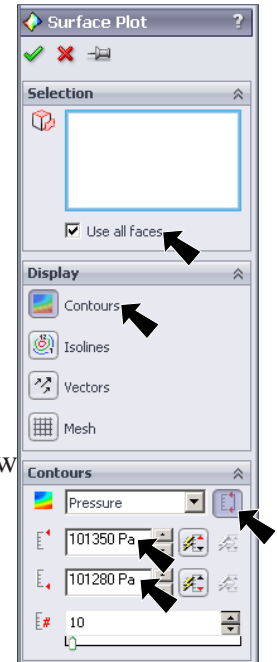 Surface Plot ?
Selection
Use all faces
Display
Contours
Isolines
Vectors
Mesh
w
Contours
Pressure
101350 Pa
101280 Pa
# 10